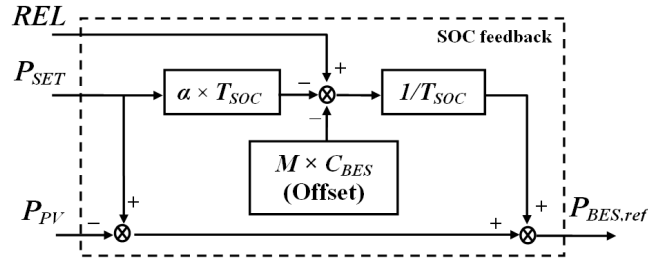 REL
SOC feedback
P_SET
+
α × T_SOC
−
1/T_SOC
−
M × C_BES
(Offset)
+
+
P_PV
−
+
P_BES.ref